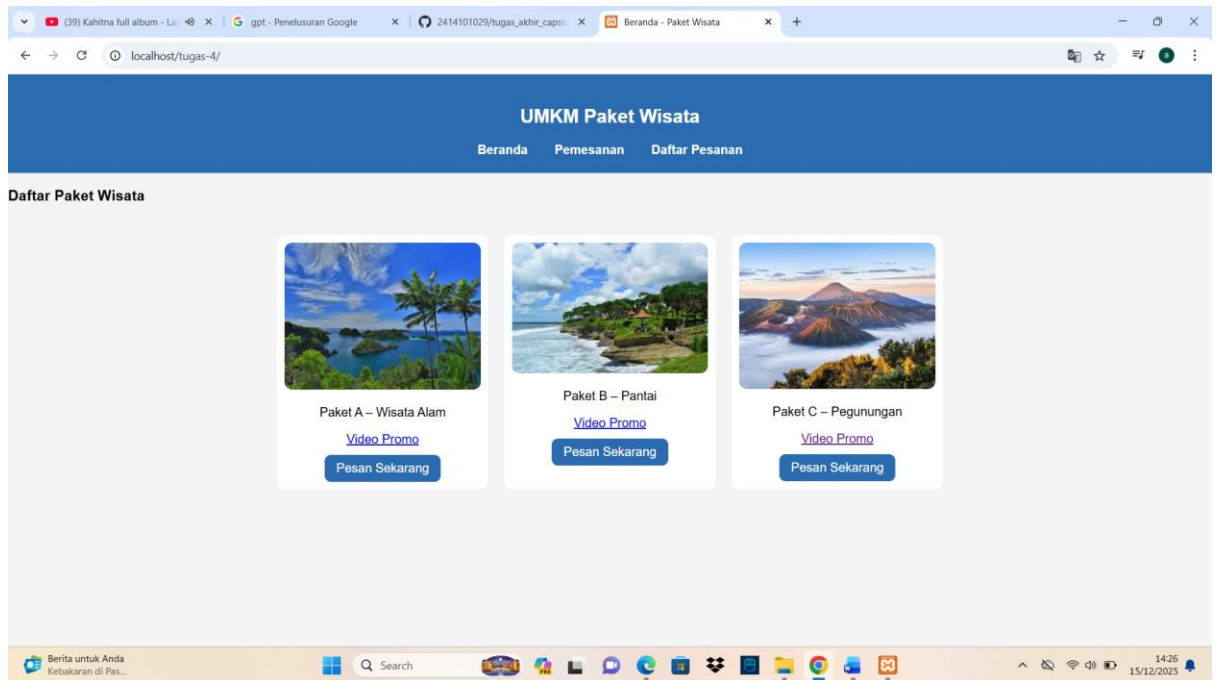 (39) Kahitna full album - La
gpt - Penelusuran Google
2414101029/tugas_akhir_capst
Beranda - Paket Wisata
localhost/tugas-4/
a
UMKM Paket Wisata
Beranda Pemesanan Daftar Pesanan
Daftar Paket Wisata
Paket A – Wisata Alam
Video Promo
Pesan Sekarang
Paket B – Pantai
Video Promo
Pesan Sekarang
Paket C – Pegunungan
Video Promo
Pesan Sekarang
Berita untuk Anda
Kebakaran di Pas...
Search
14:26
15/12/2025